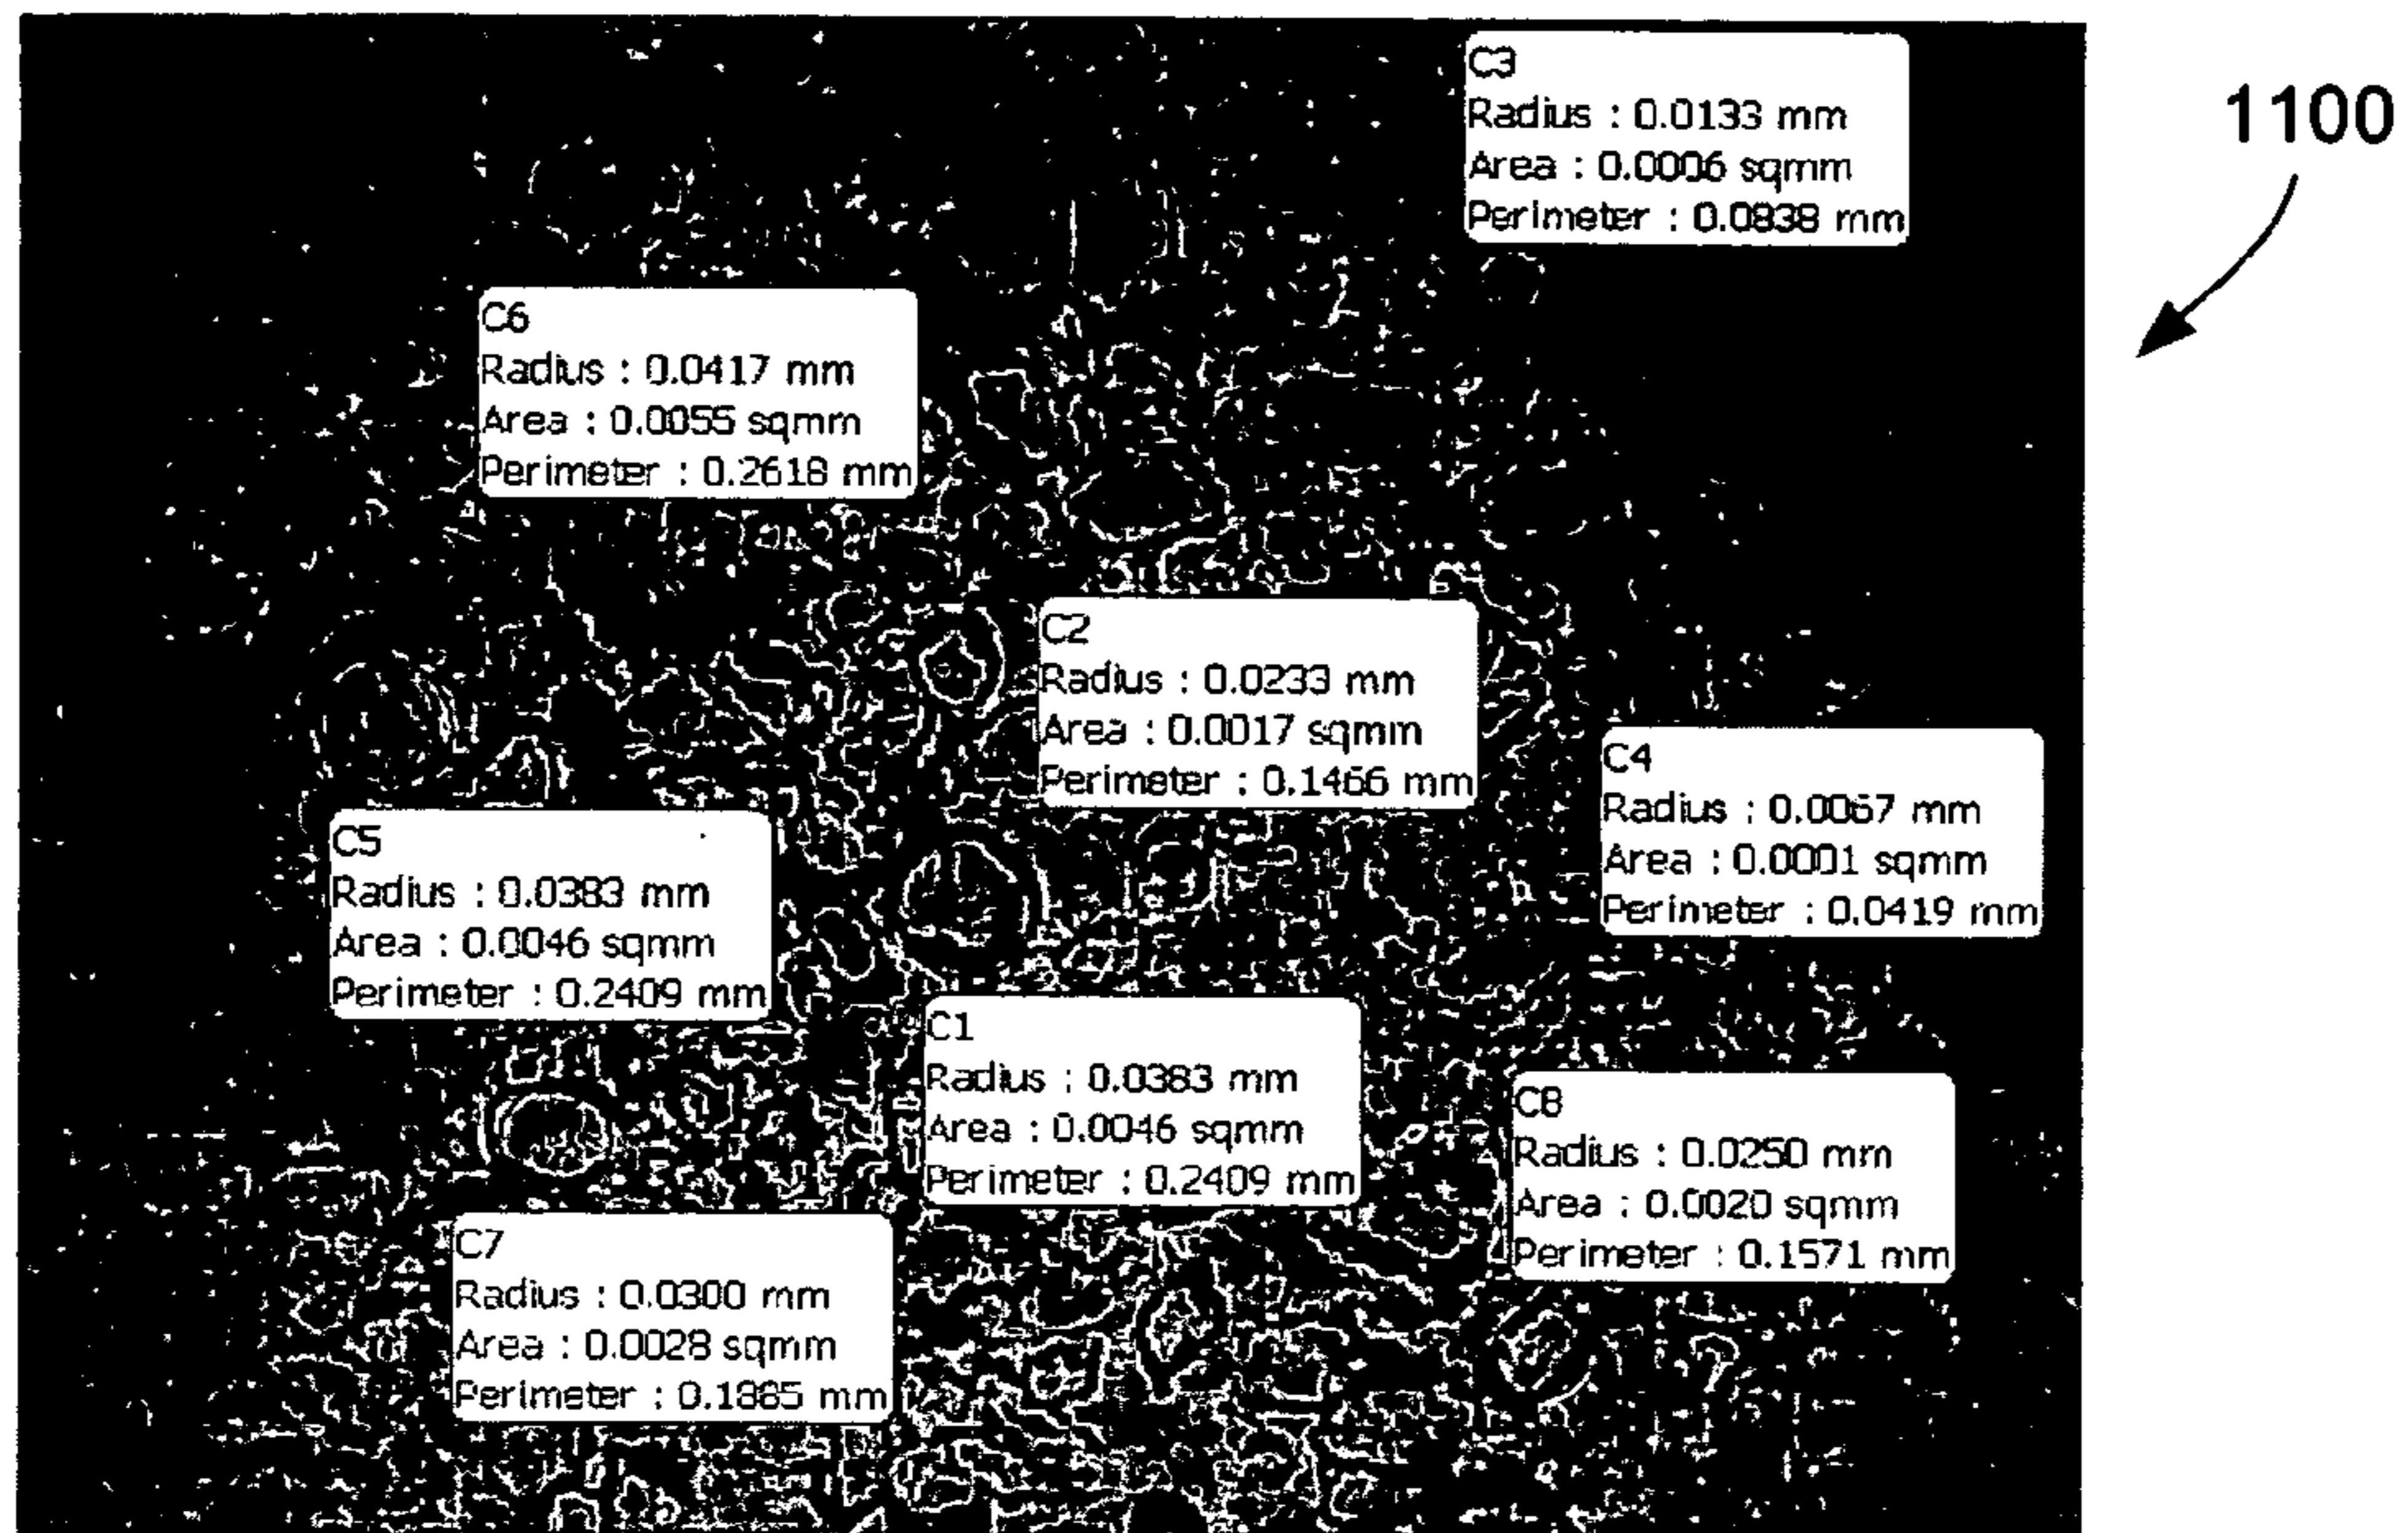 C3
Radius : 0.0133 mm
Area : 0.0006 sqmm
Perimeter : 0.0838 mm
1100
C6
Radius : 0.0417 mm
Area : 0.0055 sqmm
Perimeter : 0.2618 mm
C2
Radius : 0.0233 mm
Area : 0.0017 sqmm
Perimeter : 0.1466 mm
C4
Radius : 0.0067 mm
Area : 0.0001 sqmm
Perimeter : 0.0419 mm
C5
Radius : 0.0383 mm
Area : 0.0046 sqmm
Perimeter : 0.2409 mm
C1
Radius : 0.0383 mm
Area : 0.0046 sqmm
Perimeter : 0.2409 mm
C8
Radius : 0.0250 mm
Area : 0.0020 sqmm
Perimeter : 0.1571 mm
C7
Radius : 0.0300 mm
Area : 0.0028 sqmm
Perimeter : 0.1885 mm